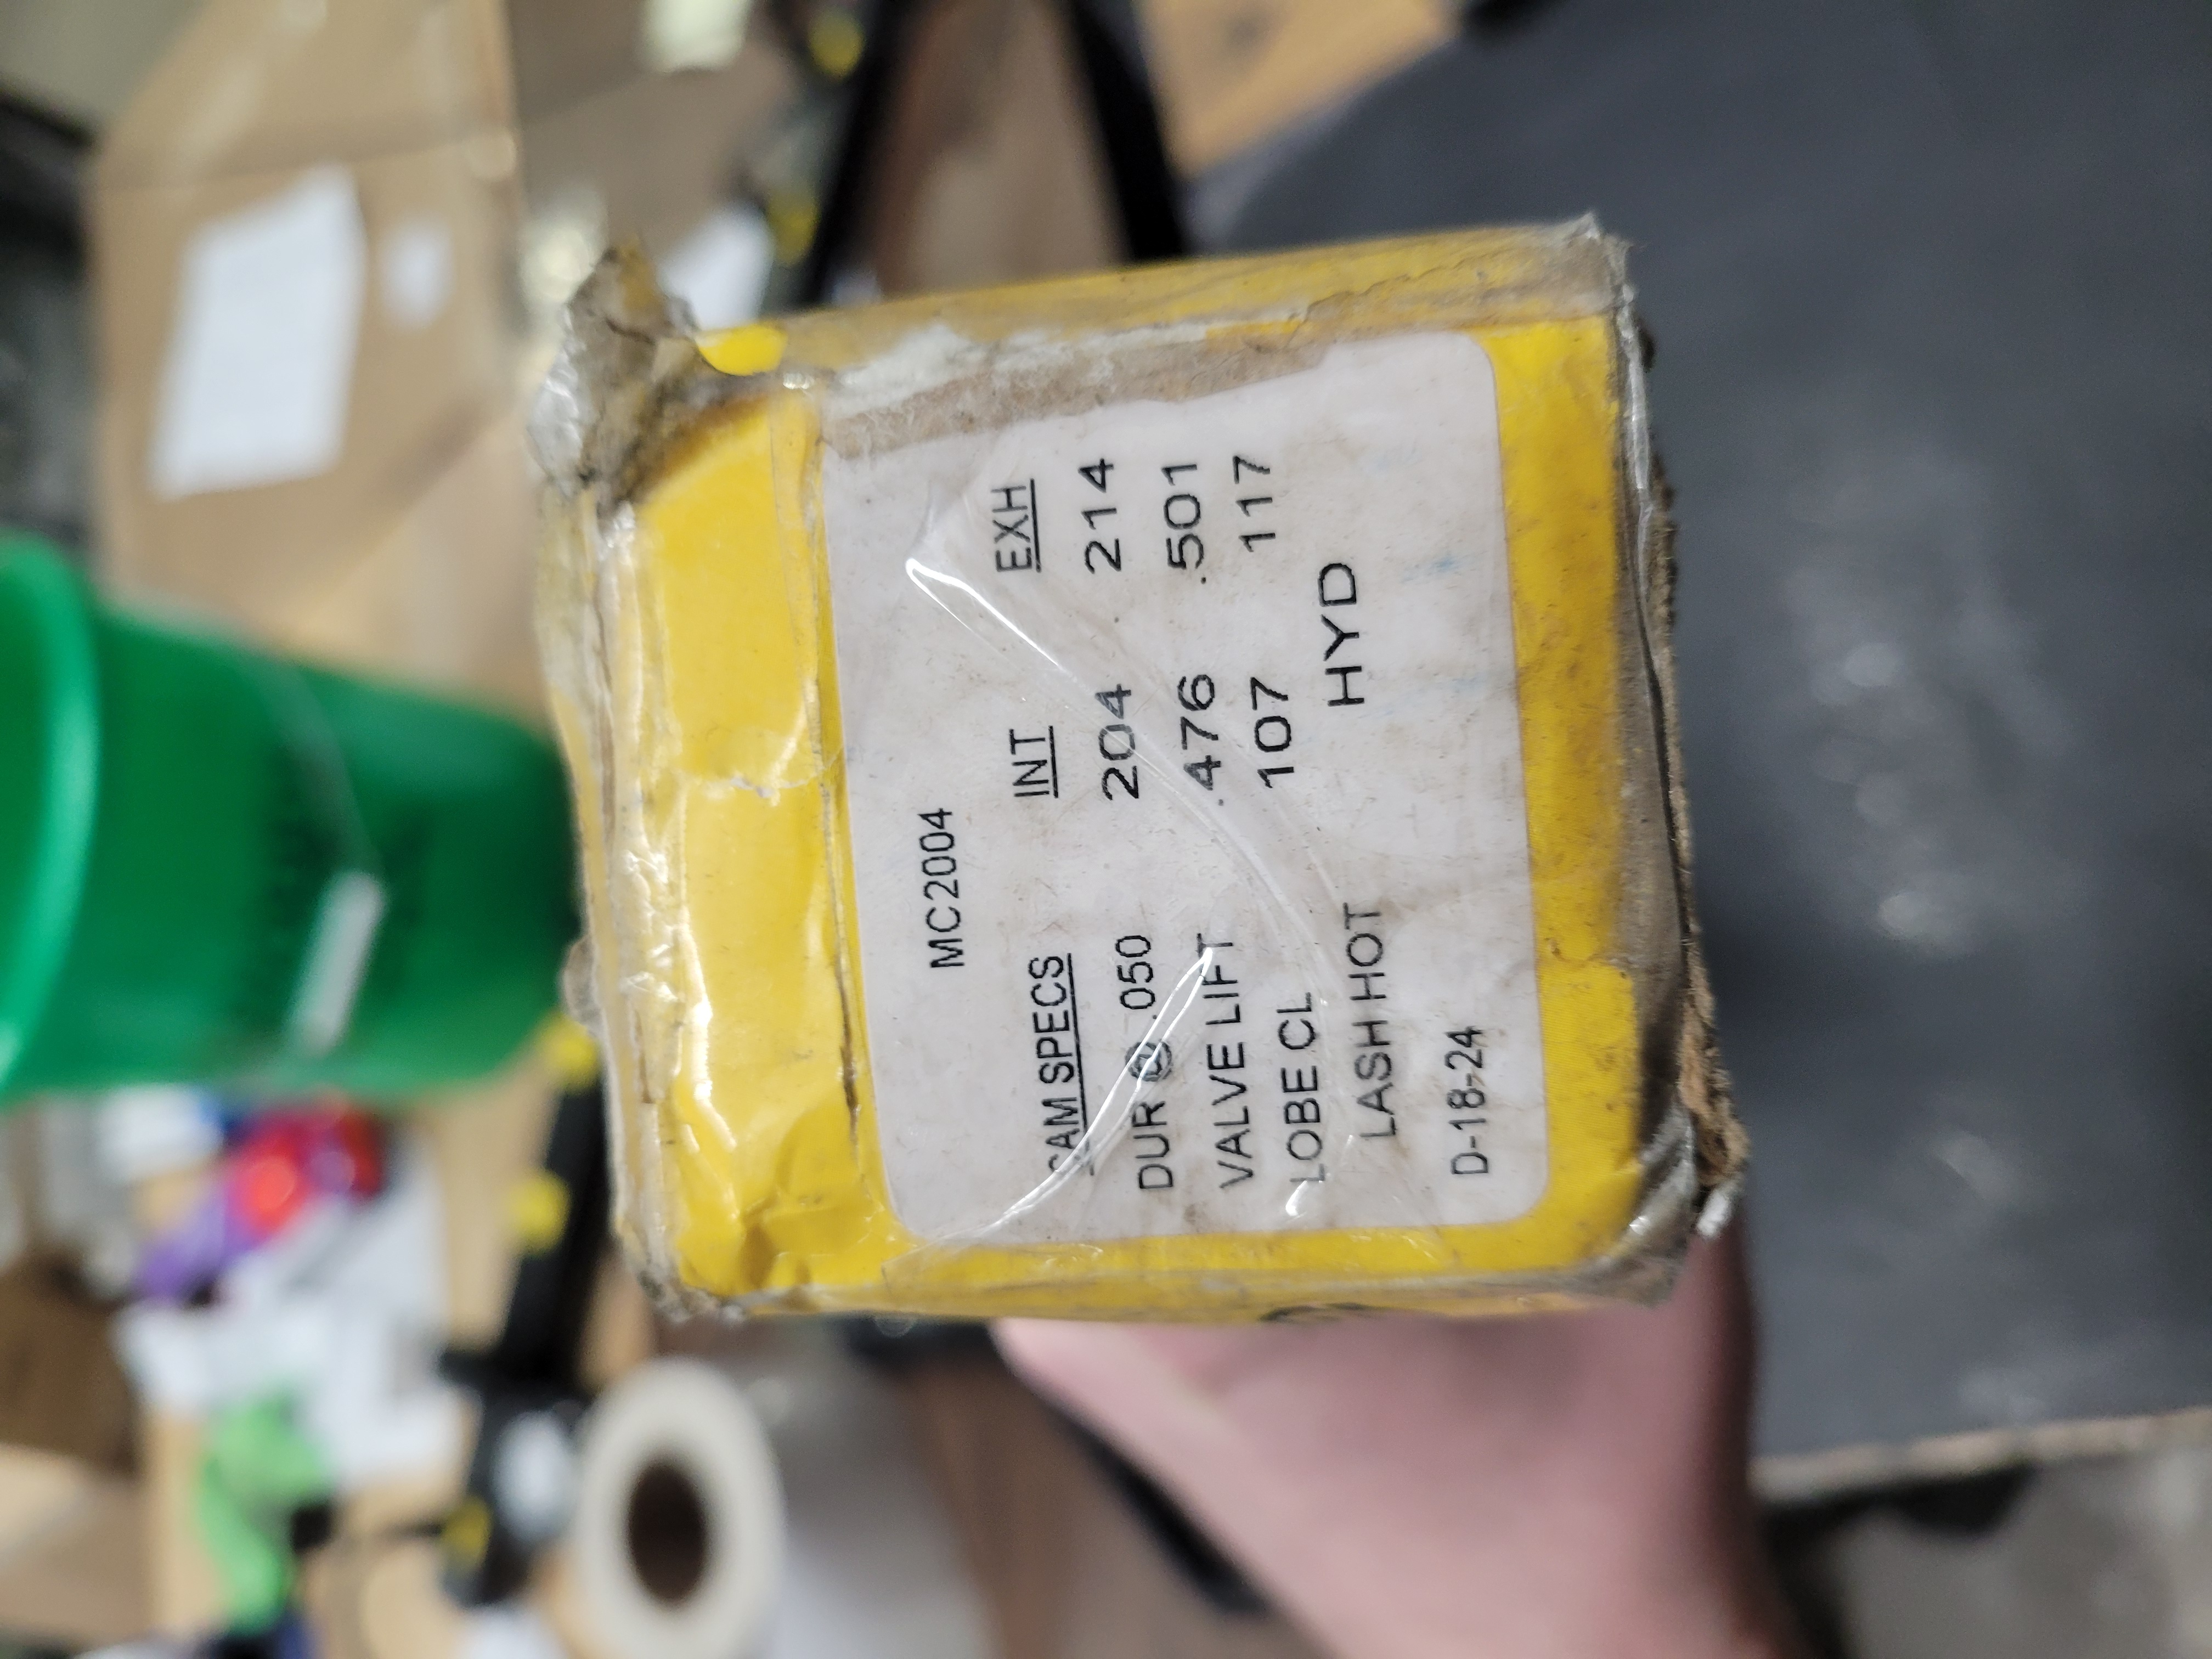 MC2004
CAM SPECS INT EXH
DUR @ .050 204 214
VALVE LIFT .476 .501
LOBE CL 107 117
LASH HOT HYD
D-18-24